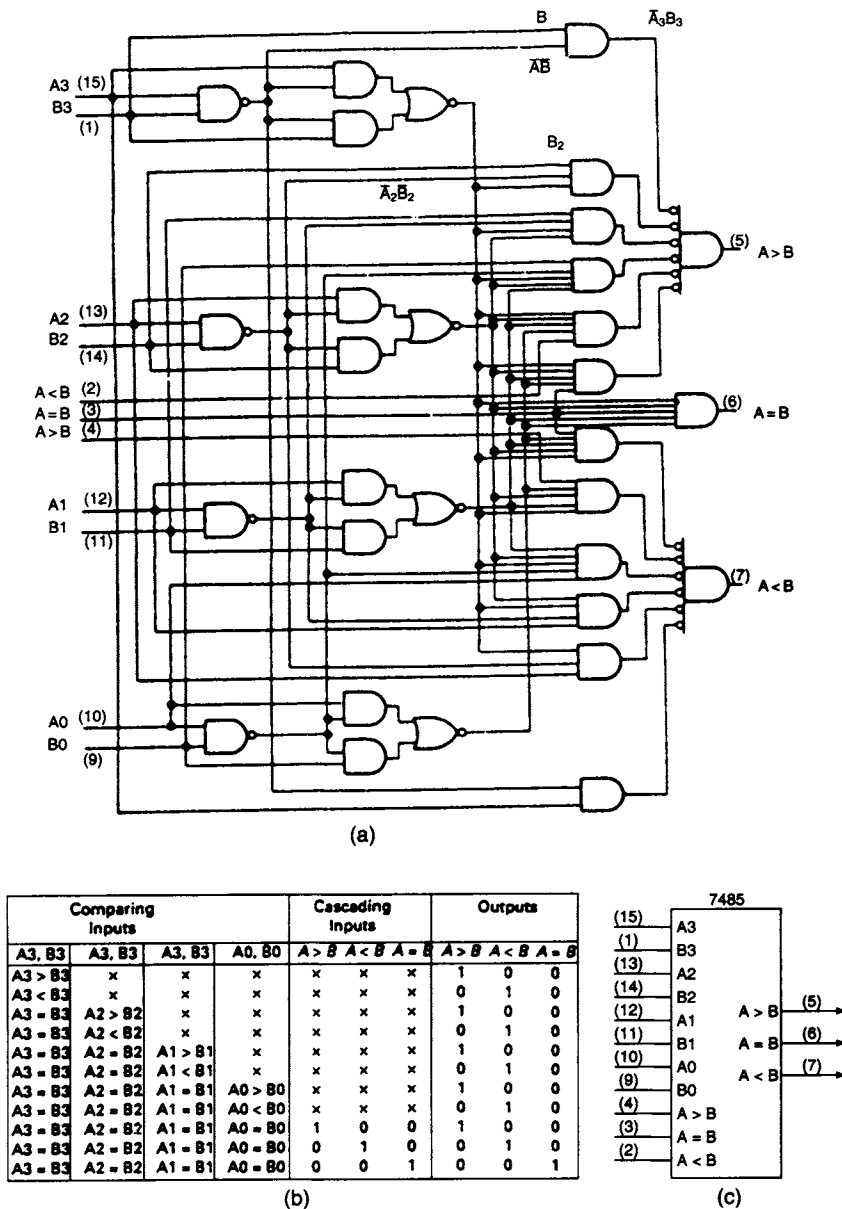 B
A̅₃B₃
A̅B̅
A3 (15)
B3
(1)
B₂
A̅₂B̅₂
(5) A > B
A2 (13)
B2
(14)
A < B (2)
A = B (3)
A > B (4)
(6) A = B
A1 (12)
B1
(11)
(7) A < B
A0 (10)
B0
(9)
(a)
Comparing Inputs Cascading Inputs Outputs
A3, B3 A3, B3 A3, B3 A0, B0 A > B A < B A = B A > B A < B A = B
A3 > B3 × × × × × × 1 0 0
A3 < B3 × × × × × × 0 1 0
A3 = B3 A2 > B2 × × × × × 1 0 0
A3 = B3 A2 < B2 × × × × × 0 1 0
A3 = B3 A2 = B2 A1 > B1 × × × × 1 0 0
A3 = B3 A2 = B2 A1 < B1 × × × × 0 1 0
A3 = B3 A2 = B2 A1 = B1 A0 > B0 × × × 1 0 0
A3 = B3 A2 = B2 A1 = B1 A0 < B0 × × × 0 1 0
A3 = B3 A2 = B2 A1 = B1 A0 = B0 1 0 0 1 0 0
A3 = B3 A2 = B2 A1 = B1 A0 = B0 0 1 0 0 1 0
A3 = B3 A2 = B2 A1 = B1 A0 = B0 0 0 1 0 0 1
(b)
7485
(15) A3
(1) B3
(13) A2
(14) B2
(12) A1
(11) B1
(10) A0
(9) B0
(4) A > B
(3) A = B
(2) A < B
A > B (5)
A = B (6)
A < B (7)
(c)